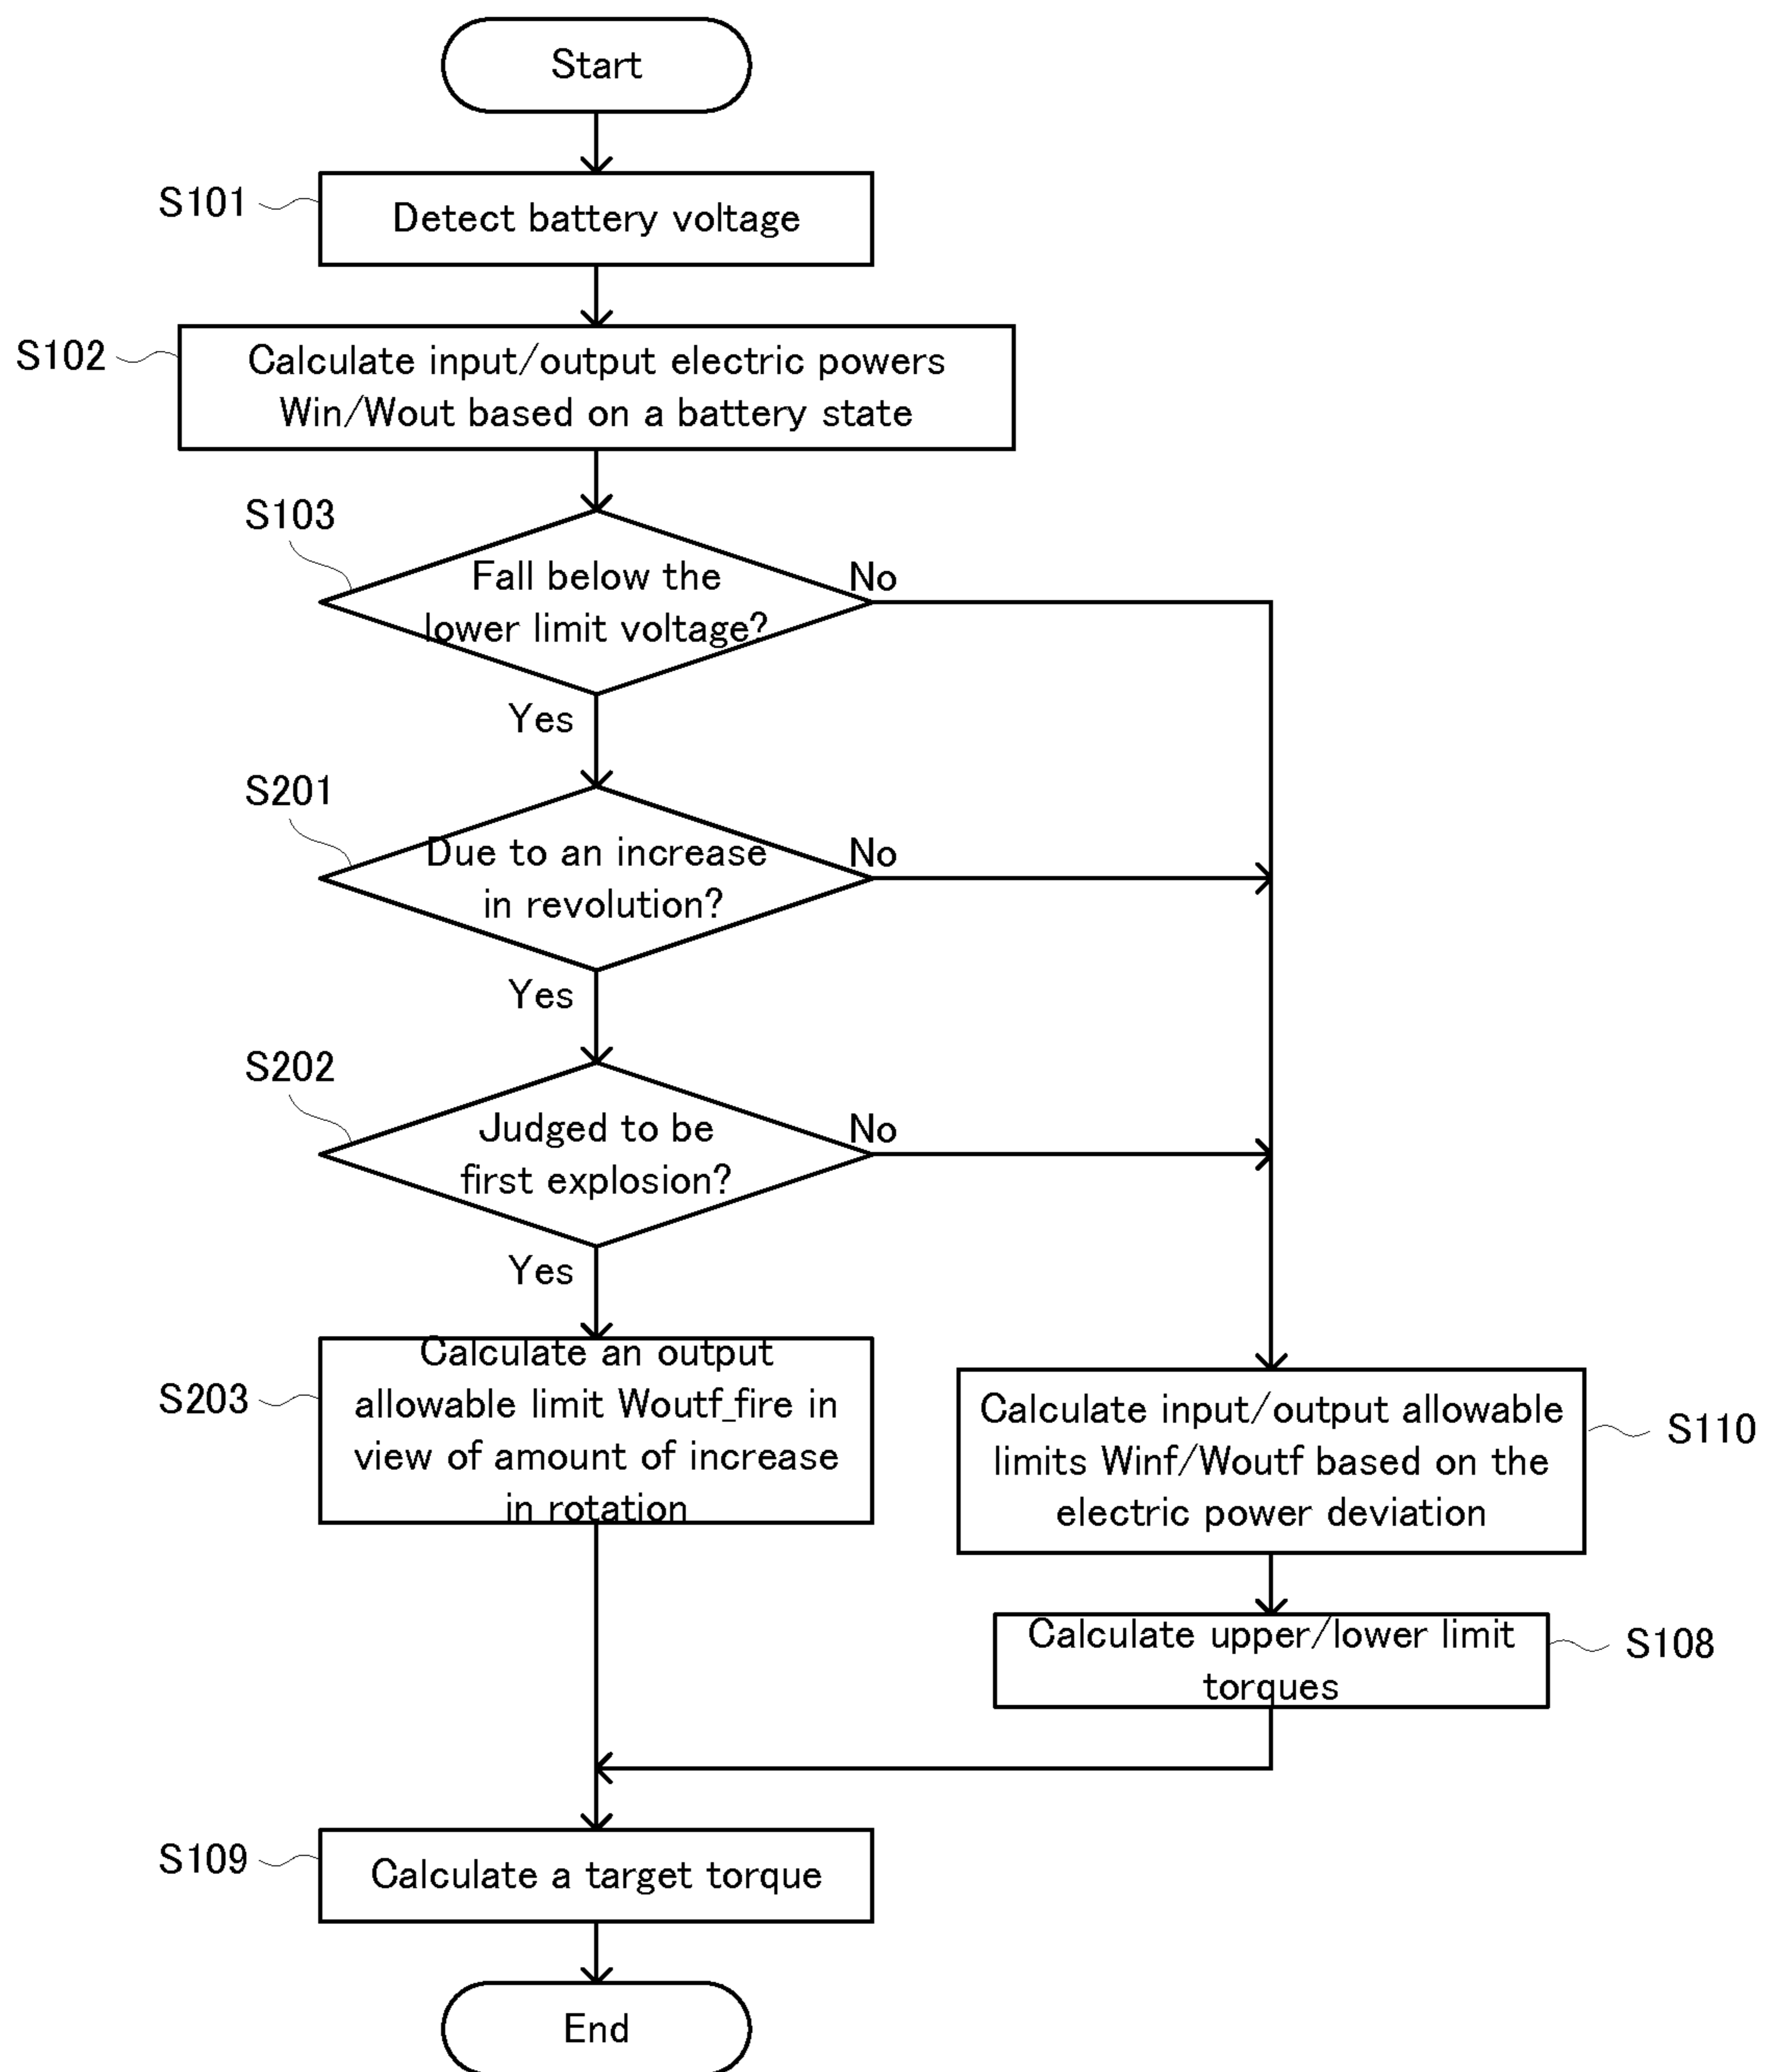 Start
S101
Detect battery voltage
S102
Calculate input/output electric powers
Win/Wout based on a battery state
S103
Fall below the
lower limit voltage?
No
Yes
S201
Due to an increase
in revolution?
No
Yes
S202
Judged to be
first explosion?
No
Yes
S203
Calculate an output
allowable limit Woutf_fire in
view of amount of increase
in rotation
Calculate input/output allowable
limits Winf/Woutf based on the
electric power deviation
S110
Calculate upper/lower limit
torques
S108
S109
Calculate a target torque
End